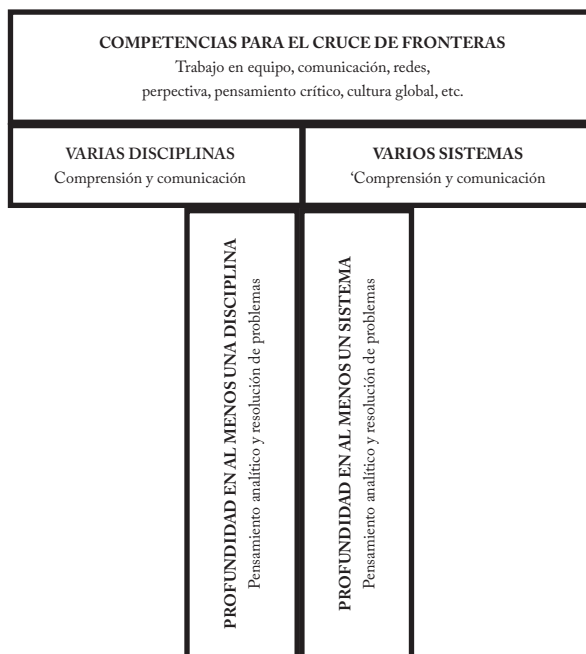 COMPETENCIAS PARA EL CRUCE DE FRONTERAS
Trabajo en equipo, comunicación, redes,
perpectiva, pensamiento crítico, cultura global, etc.
VARIAS DISCIPLINAS
Comprensión y comunicación
VARIOS SISTEMAS
‘Comprensión y comunicación
PROFUNDIDAD EN AL MENOS UNA DISCIPLINA
Pensamiento analítico y resolución de problemas
PROFUNDIDAD EN AL MENOS UN SISTEMA
Pensamiento analítico y resolución de problemas